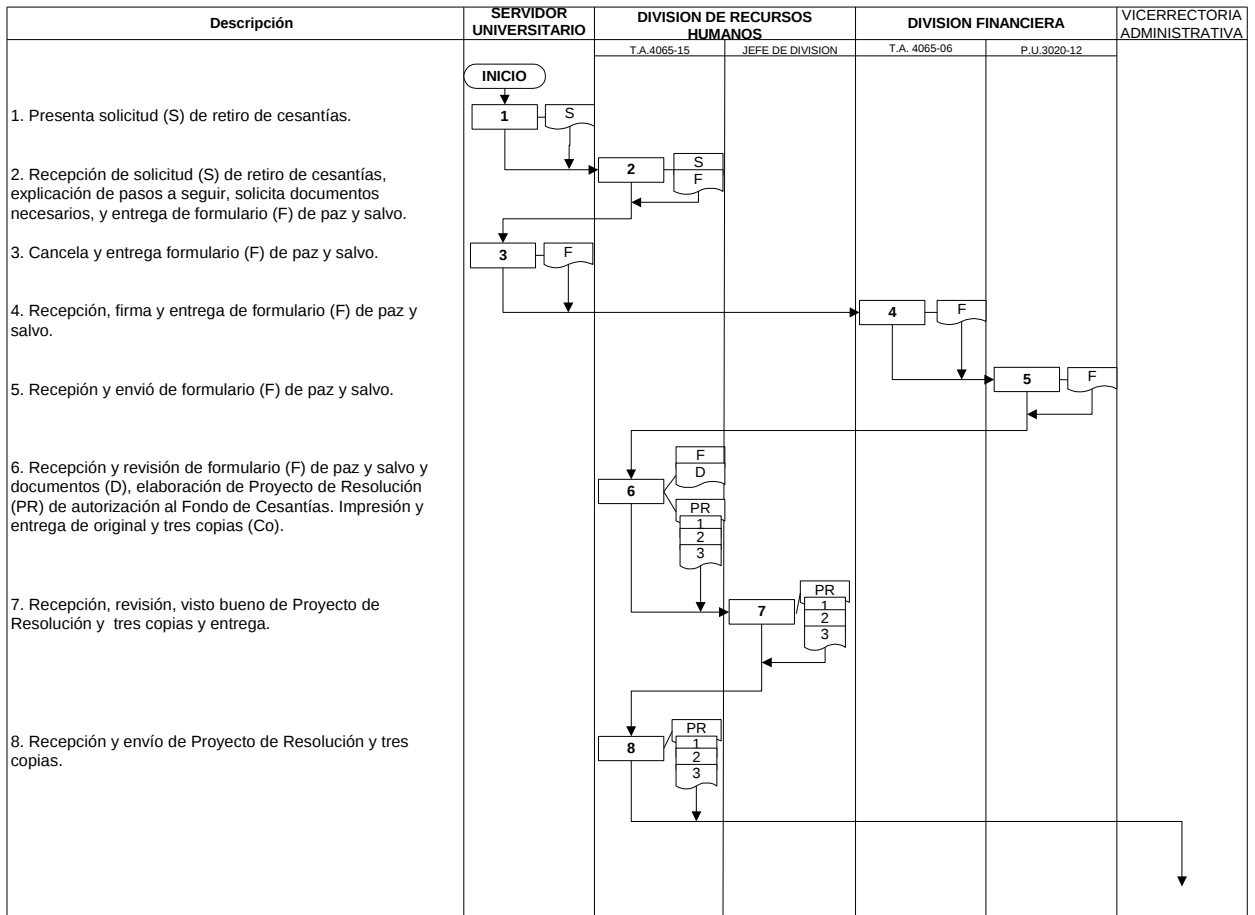 Descripción
SERVIDOR
UNIVERSITARIO
DIVISION DE RECURSOS
HUMANOS
DIVISION FINANCIERA
VICERRECTORIA
ADMINISTRATIVA
T.A.4065-15
JEFE DE DIVISION
T.A. 4065-06
P.U.3020-12
INICIO
1. Presenta solicitud (S) de retiro de cesantías.
1
S
2. Recepción de solicitud (S) de retiro de cesantías,
explicación de pasos a seguir, solicita documentos
necesarios, y entrega de formulario (F) de paz y salvo.
2
S
F
3. Cancela y entrega formulario (F) de paz y salvo.
3
F
4. Recepción, firma y entrega de formulario (F) de paz y
salvo.
4
F
5. Recepión y envió de formulario (F) de paz y salvo.
5
F
6. Recepción y revisión de formulario (F) de paz y salvo y
documentos (D), elaboración de Proyecto de Resolución
(PR) de autorización al Fondo de Cesantías. Impresión y
entrega de original y tres copias (Co).
6
F
D
PR
1
2
3
7. Recepción, revisión, visto bueno de Proyecto de
Resolución y  tres copias y entrega.
7
PR
1
2
3
8. Recepción y envío de Proyecto de Resolución y tres
copias.
8
PR
1
2
3